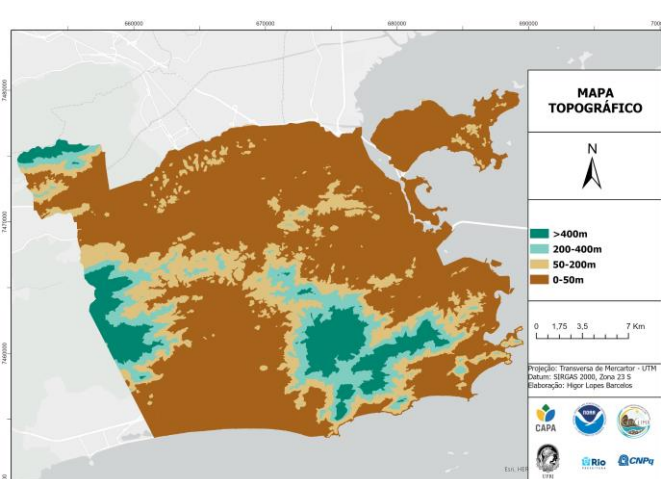 660000
670000
680000
690000
7480000
7470000
7460000
MAPA
TOPOGRÁFICO
N
>400m
200-400m
50-200m
0-50m
0 1,75 3,5 7 Km
Projeção: Transversa de Mercartor - UTM
Datum: SIRGAS 2000, Zona 23 S
Elaboração: Higor Lopes Barcelos
CAPA
noaa
Rio
PREFEITURA
CNPq
UFRJ